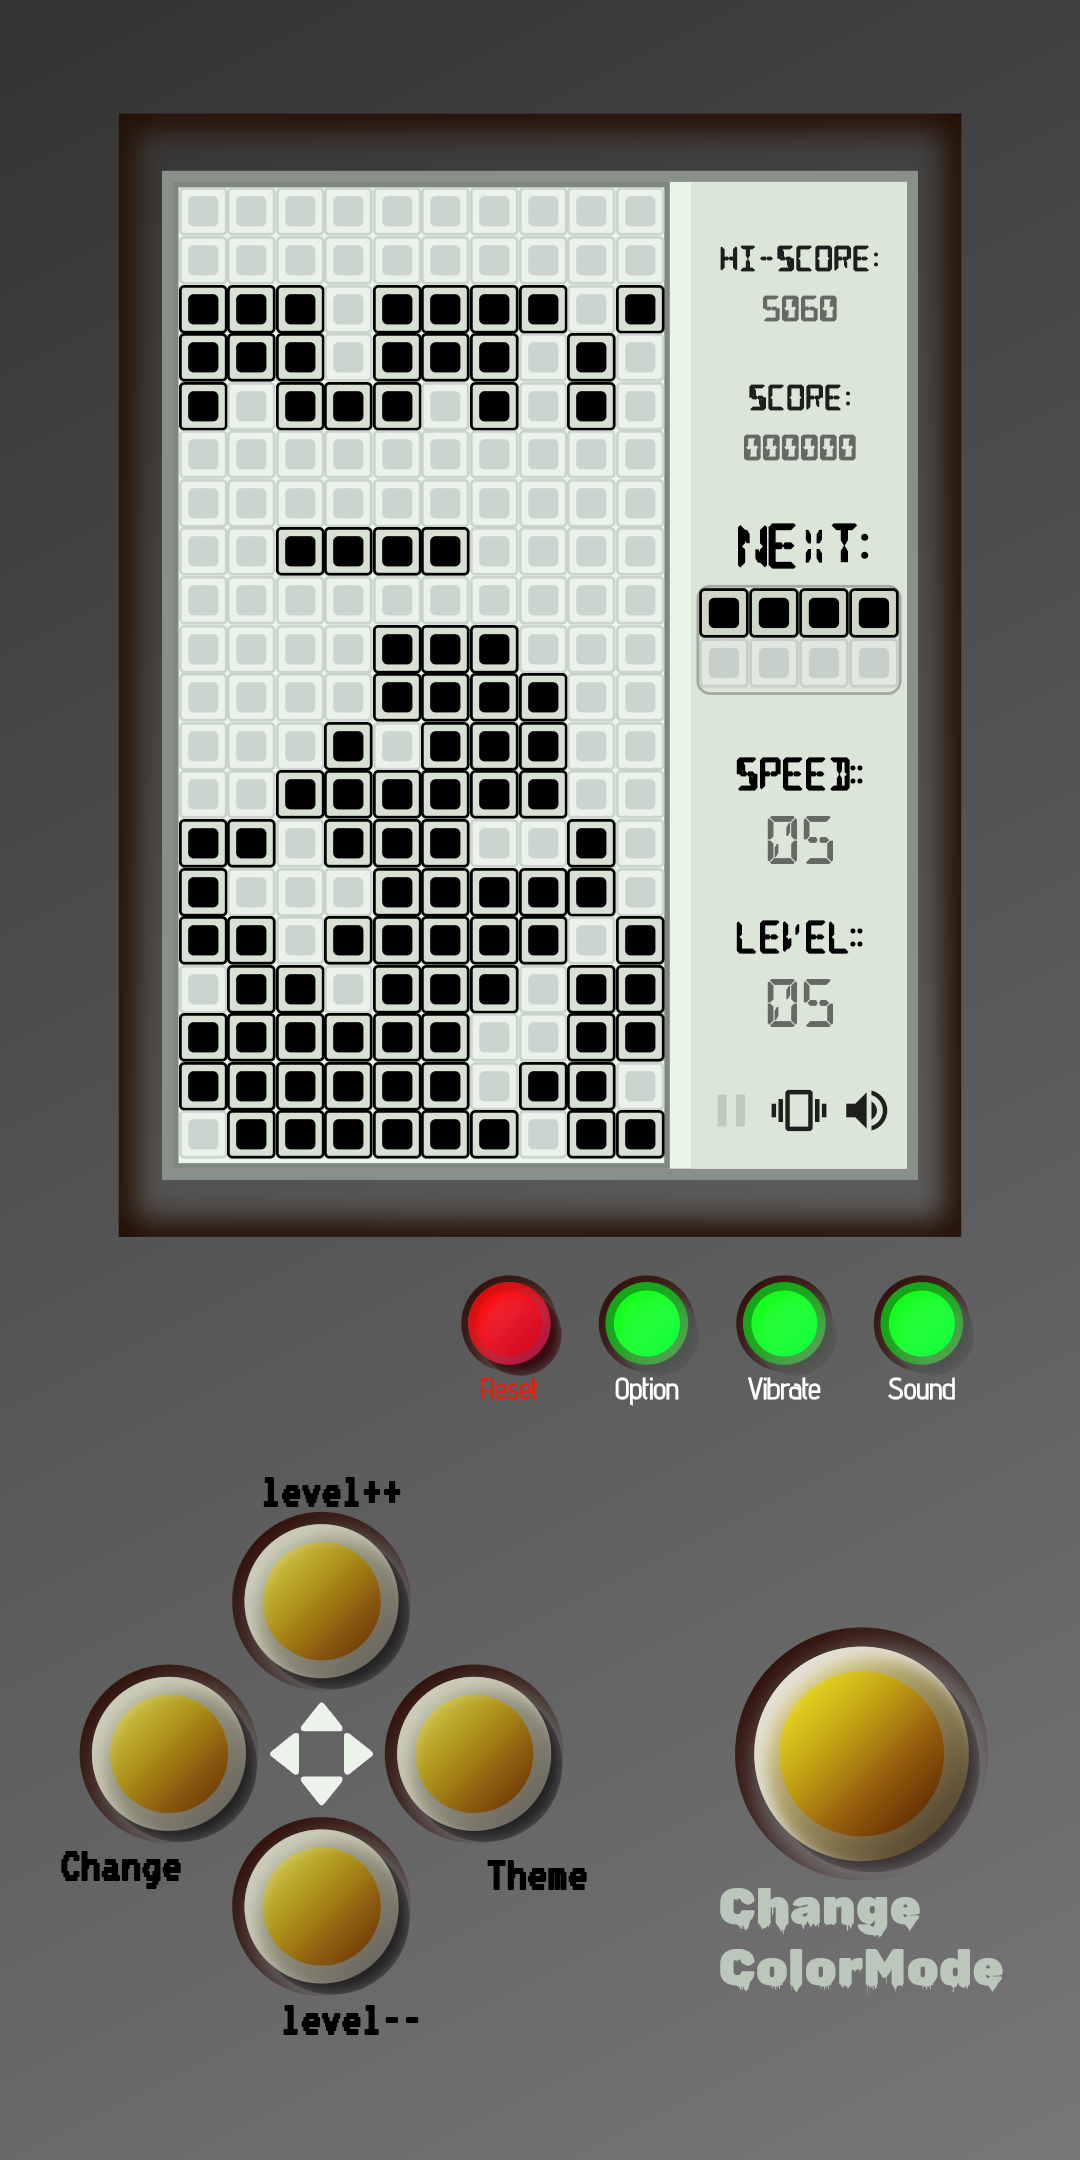 HI-SCORE:
5060
SCORE:
000000
NEXT:
SPEED::
05
LEVEL::
05
Reset
Option
Vibrate
Sound
level++
Change
Theme
level--
Change
ColorMode